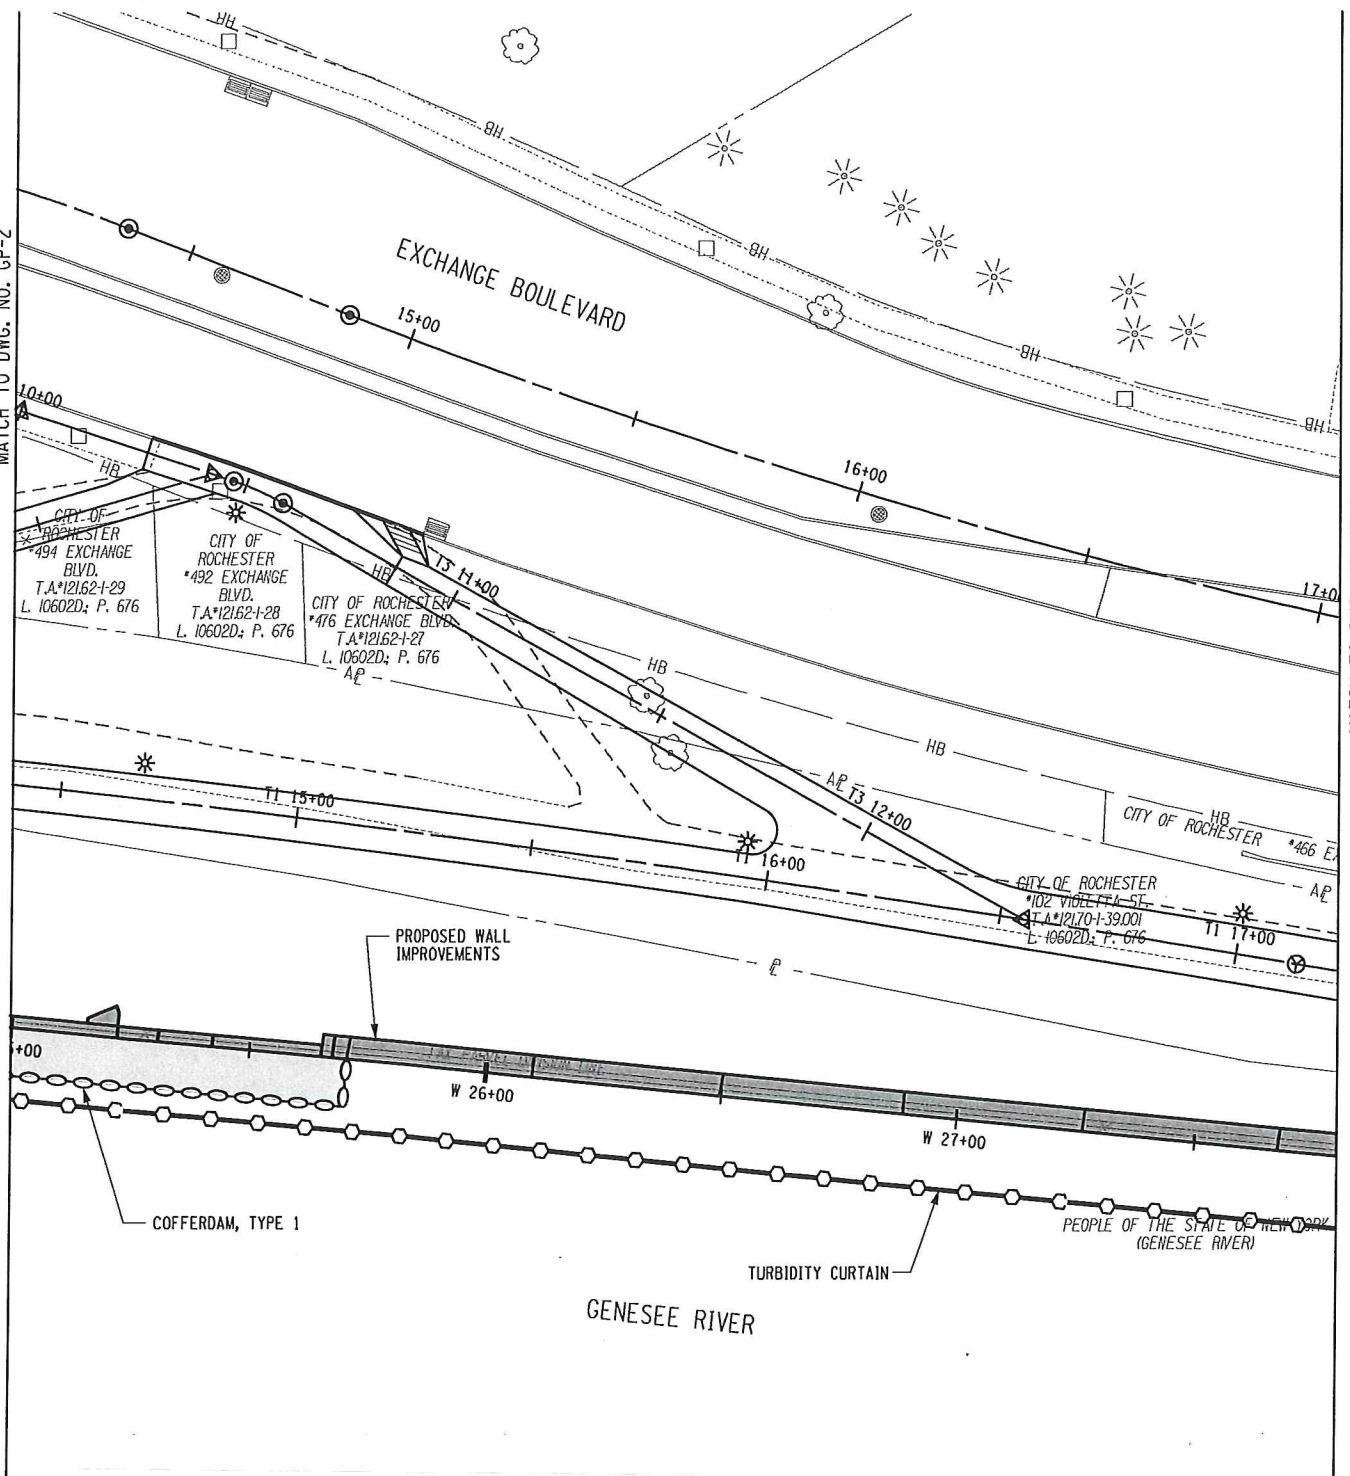 HB
HB
HB
HB
HB
MATCH TO DWG. NO. GP-2
EXCHANGE BOULEVARD
15+00
10+00
16+00
17+0
HB
CITY OF
ROCHESTER
*494 EXCHANGE
BLVD.
T.A.#121.62-1-29
L. 10602D.; P. 676
CITY OF
ROCHESTER
*492 EXCHANGE
BLVD.
T.A.#121.62-1-28
L. 10602D.; P. 676
HB
T3 11+00
CITY OF ROCHESTER
*476 EXCHANGE BLVD.
T.A.#121.62-1-27
L. 10602D.; P. 676
HB
HB
T1 15+00
T3 12+00
HB
CITY OF ROCHESTER
*466 E
T1 16+00
CITY OF ROCHESTER
*102 VIOLETTA ST.
T.A.#121.70-1-39.001
L. 10602D.; P. 676
T1 17+00
PROPOSED WALL
IMPROVEMENTS
+00
W 26+00
W 27+00
COFFERDAM, TYPE 1
PEOPLE OF THE STATE OF NEW YORK
(GENESEE RIVER)
TURBIDITY CURTAIN
GENESEE RIVER